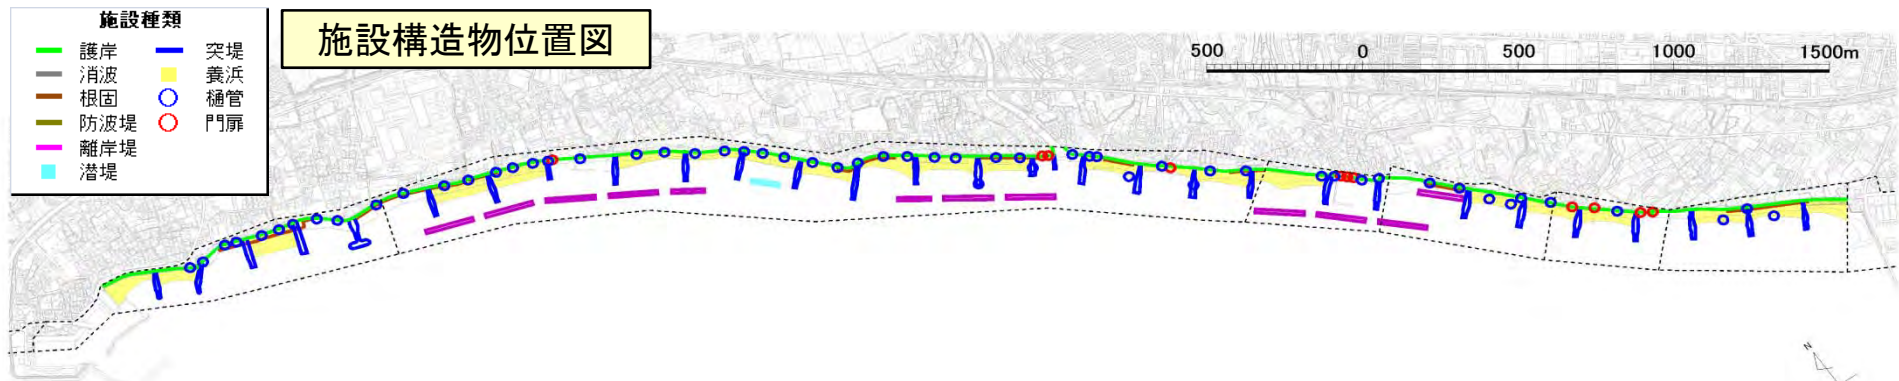 施設種類
護岸 突堤
消波 養浜
根固 樋管
防波堤 門扉
離岸堤
潜堤
施設構造物位置図
500 0 500 1000 1500m
N